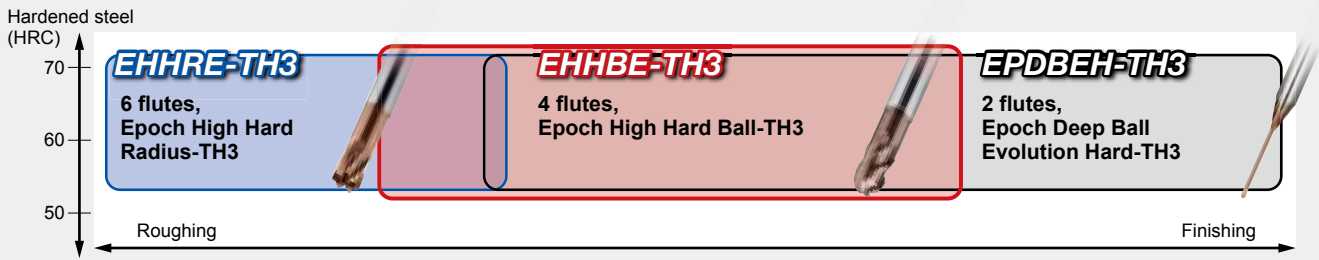 Hardened steel
(HRC)
70
60
50
EHHRE-TH3
6 flutes,
Epoch High Hard
Radius-TH3
EHHBE-TH3
4 flutes,
Epoch High Hard Ball-TH3
EPDBEH-TH3
2 flutes,
Epoch Deep Ball
Evolution Hard-TH3
Roughing
Finishing